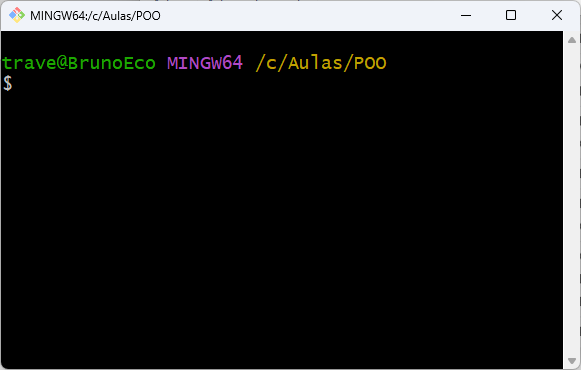 MINGW64:/c/Aulas/POO
trave@BrunoEco MINGW64 /c/Aulas/POO
$